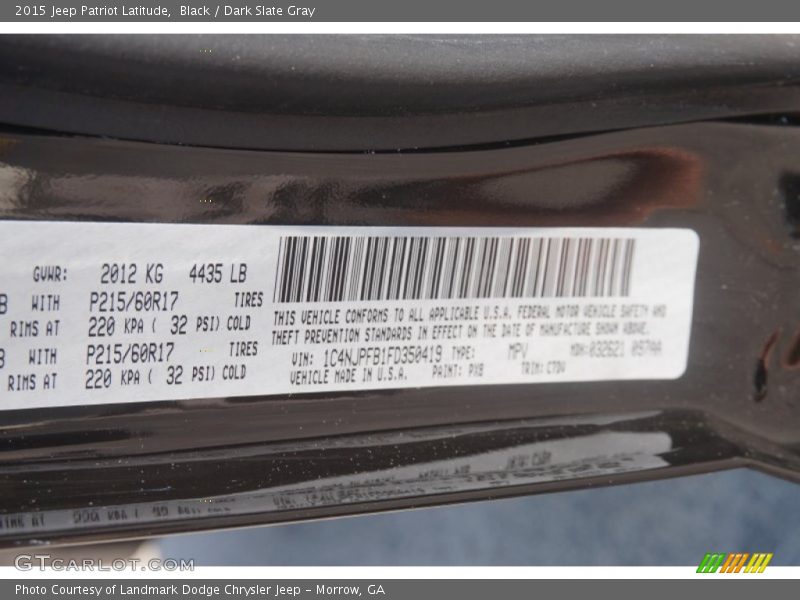 2015 Jeep Patriot Latitude, Black / Dark Slate Gray
GVWR: 2012 KG 4435 LB
B WITH P215/60R17 TIRES
RIMS AT 220 KPA ( 32 PSI) COLD
B WITH P215/60R17 TIRES
RIMS AT 220 KPA ( 32 PSI) COLD
THIS VEHICLE CONFORMS TO ALL APPLICABLE U.S.A. FEDERAL MOTOR VEHICLE SAFETY AND
THEFT PREVENTION STANDARDS IN EFFECT ON THE DATE OF MANUFACTURE SHOWN ABOVE.
VIN: 1C4NJPFB1FD350419 TYPE: MPV MDH:032621 097AA
VEHICLE MADE IN U.S.A. PAINT: PX8 TRIM:
GTCarLot.com
Photo Courtesy of Landmark Dodge Chrysler Jeep – Morrow, GA